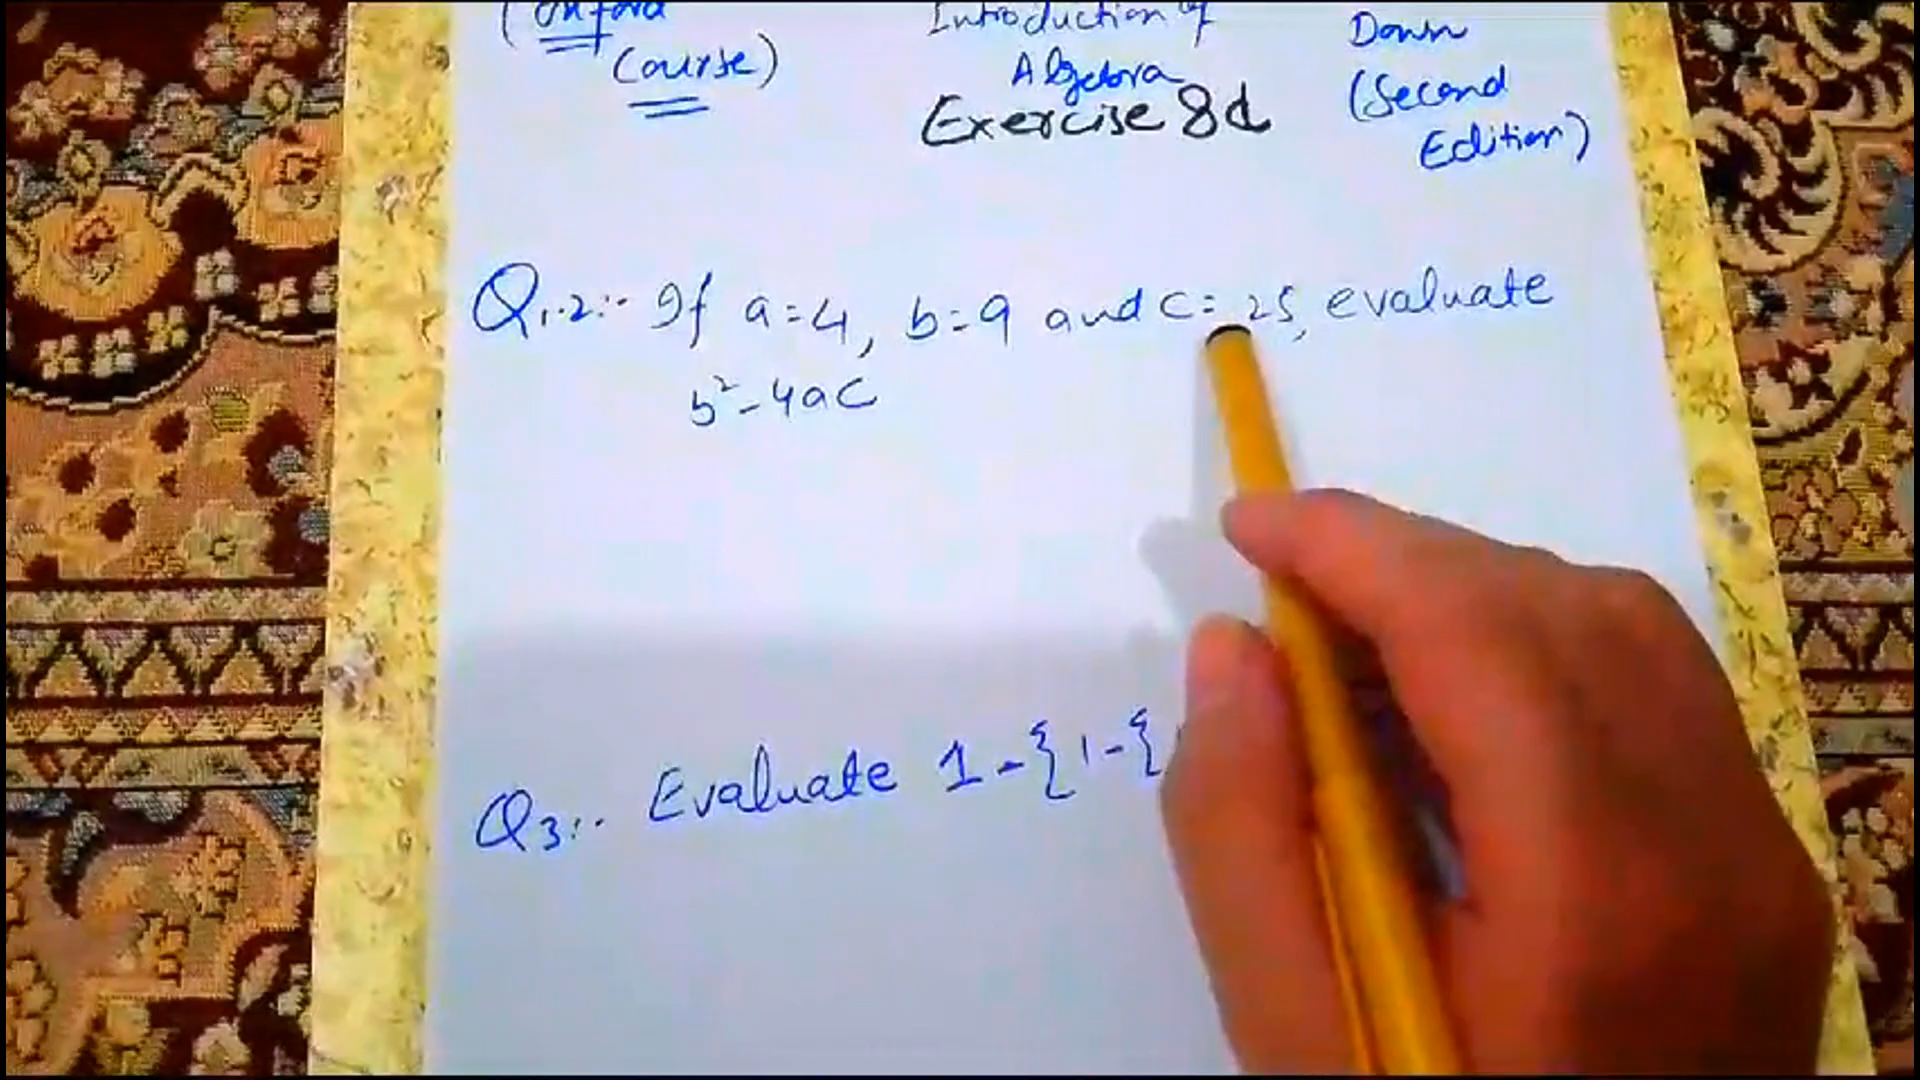 (Oxford
Course)
Introduction of
Algebra
Down
(Second
Edition)
Exercise 8d
Q1.2:- If a=4, b=9 and c=25, evaluate
b²-4ac
Q3:- Evaluate 1-{1-{